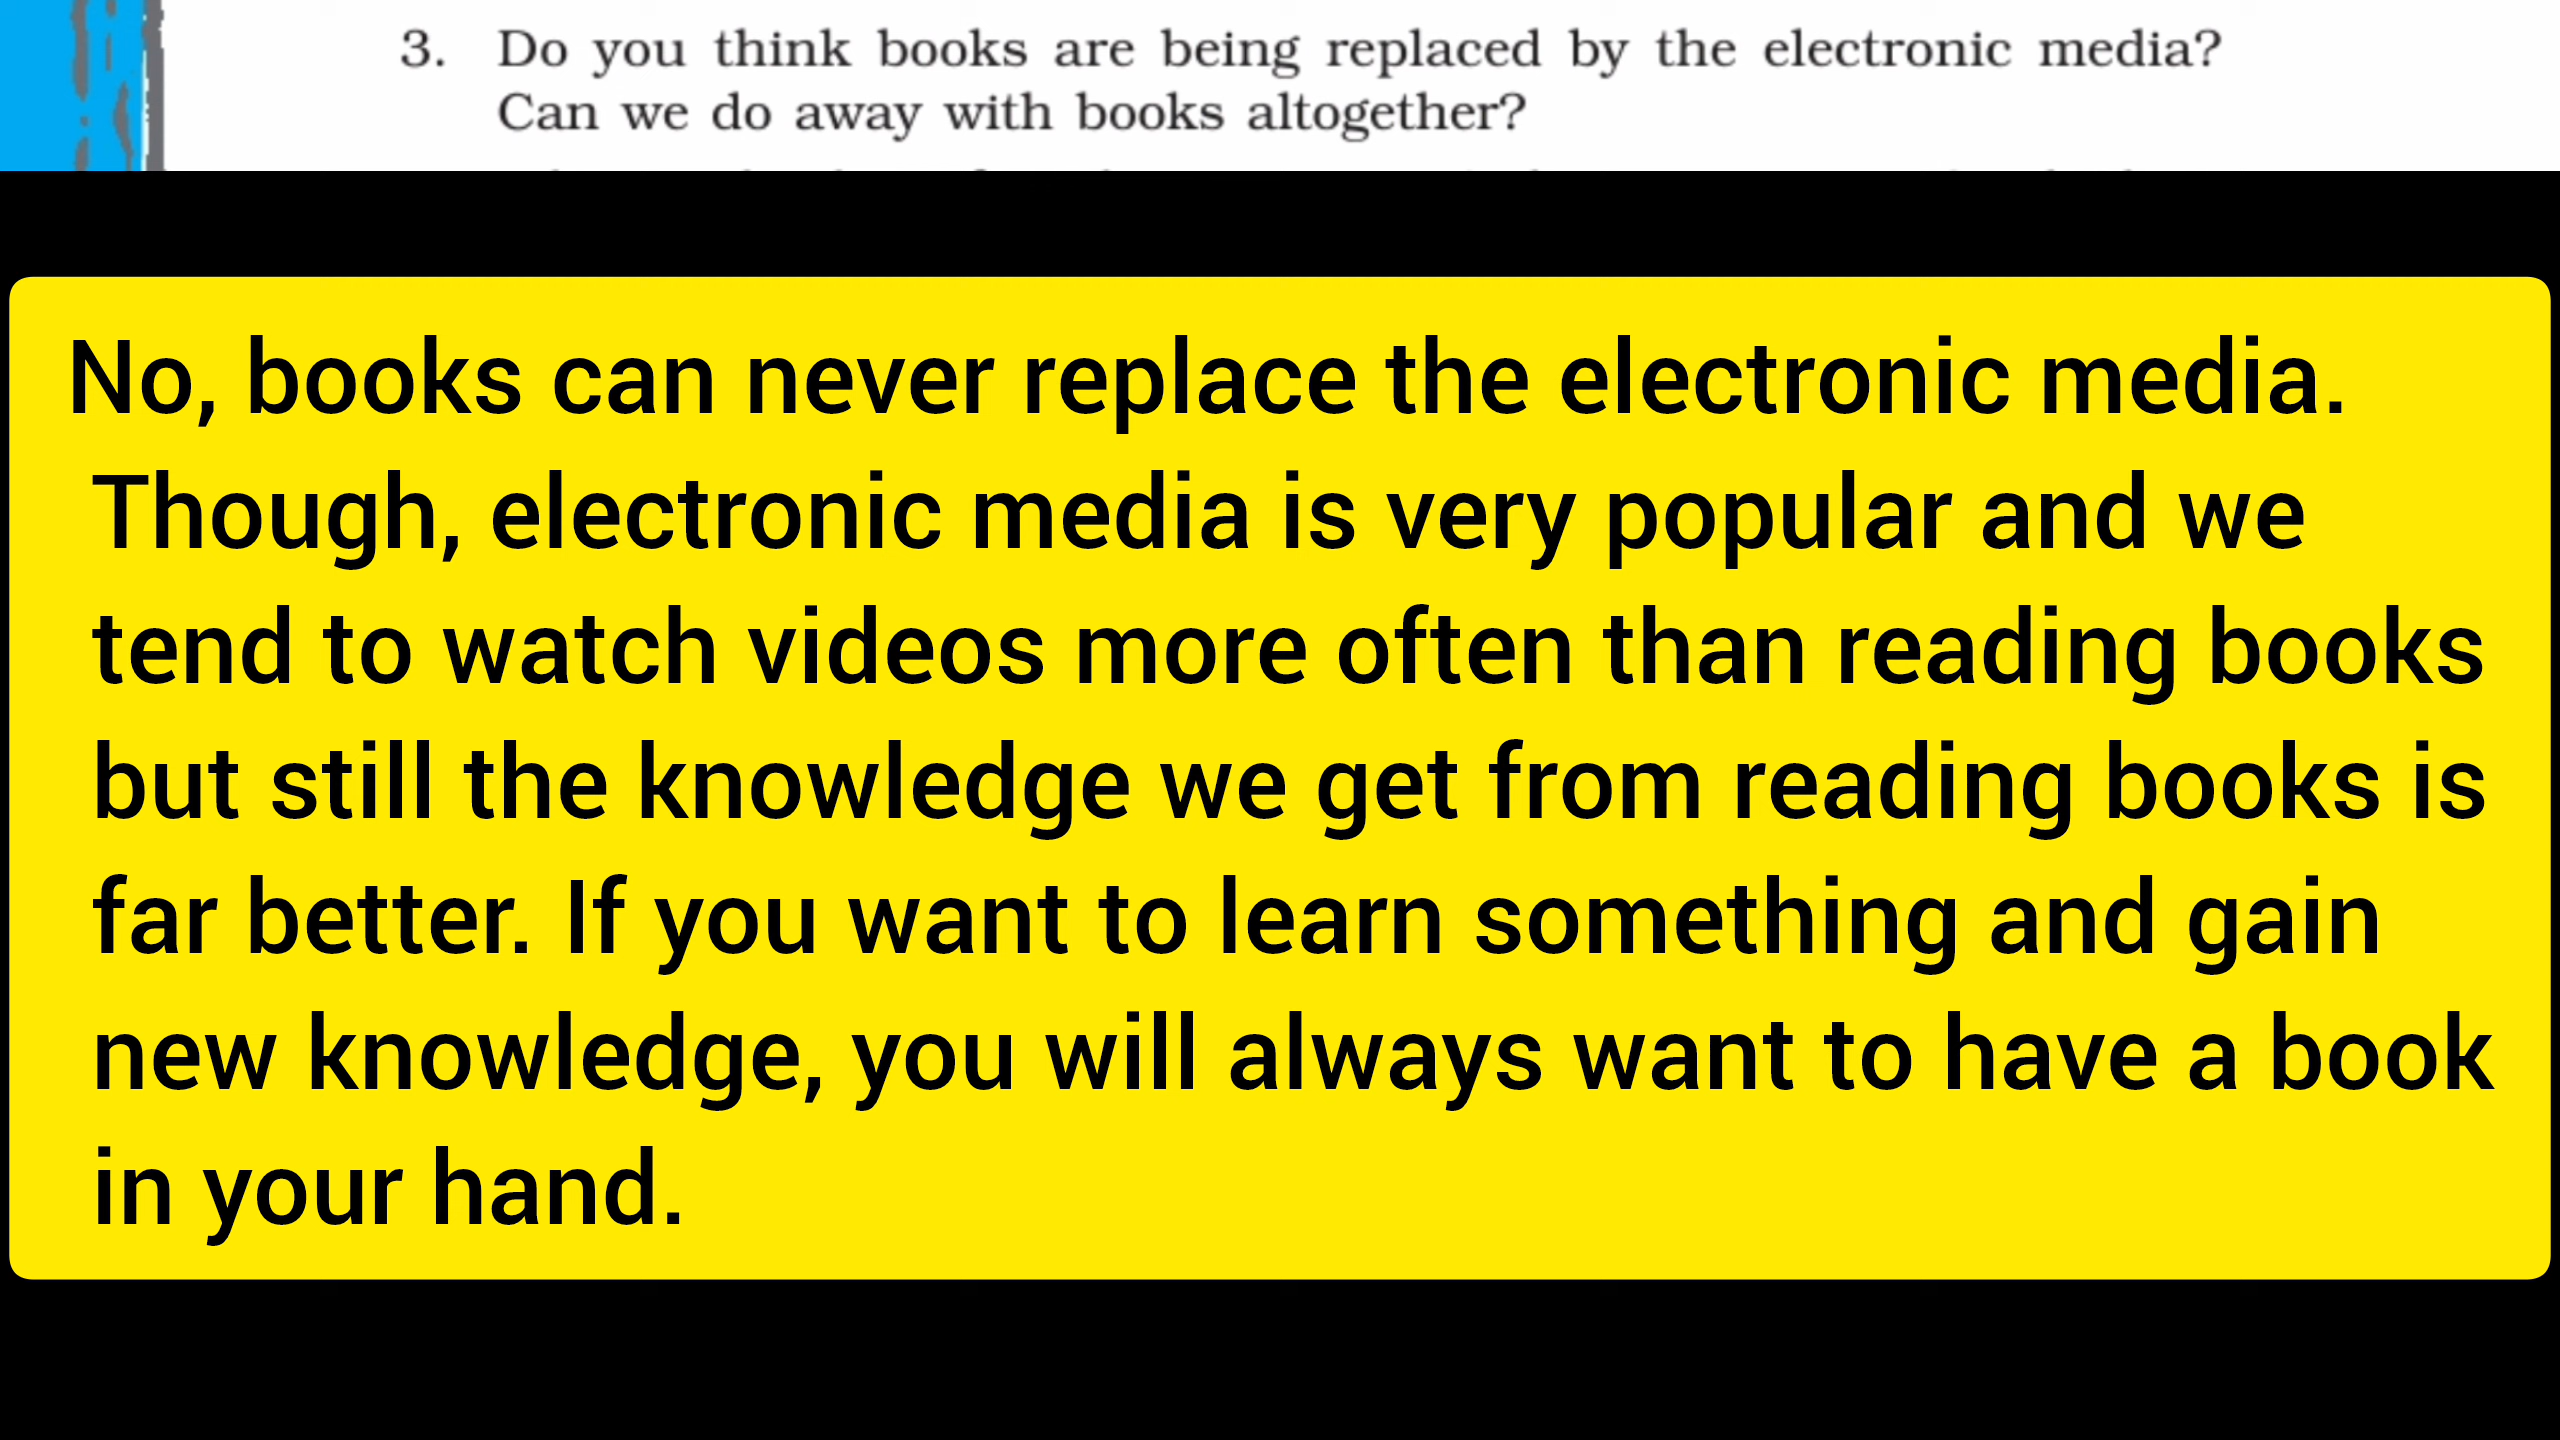 3. Do you think books are being replaced by the electronic media?
Can we do away with books altogether?
No, books can never replace the electronic media.
Though, electronic media is very popular and we
tend to watch videos more often than reading books
but still the knowledge we get from reading books is
far better. If you want to learn something and gain
new knowledge, you will always want to have a book
in your hand.